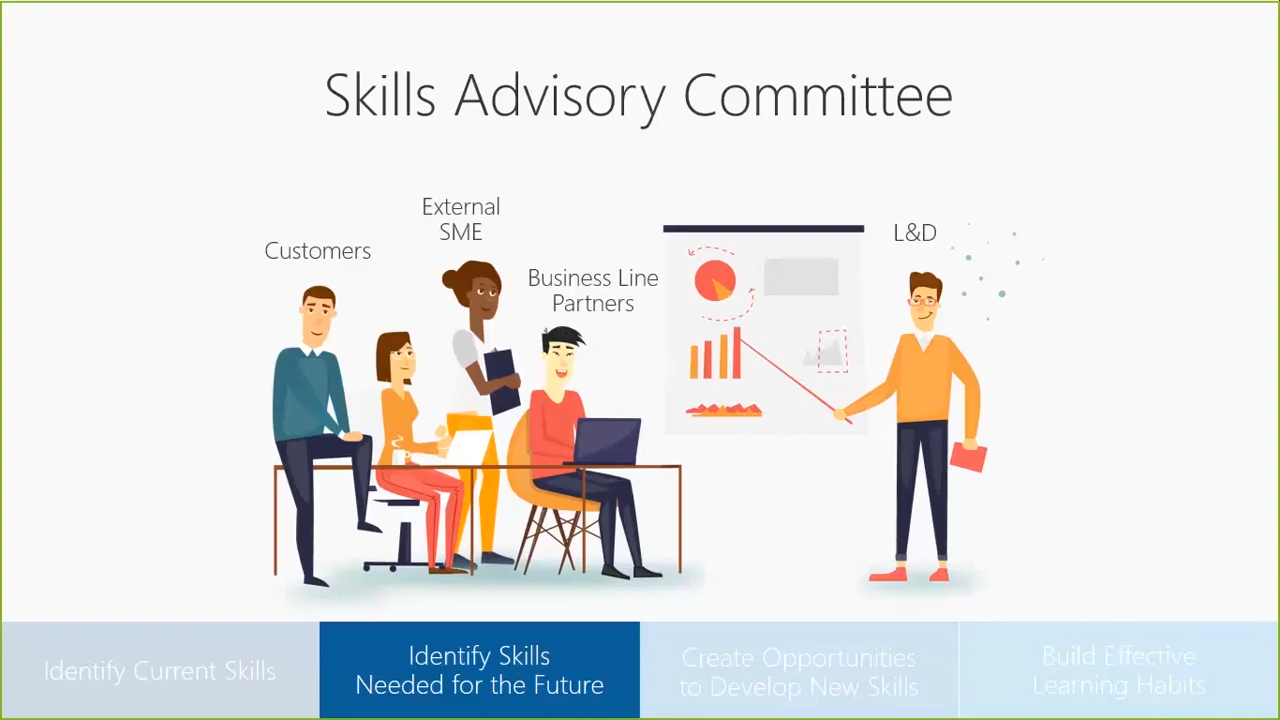 Skills Advisory Committee
External
SME
Customers
Business Line
Partners
L&D
Identify Current Skills
Identify Skills
Needed for the Future
Create Opportunities
to Develop New Skills
Build Effective
Learning Habits